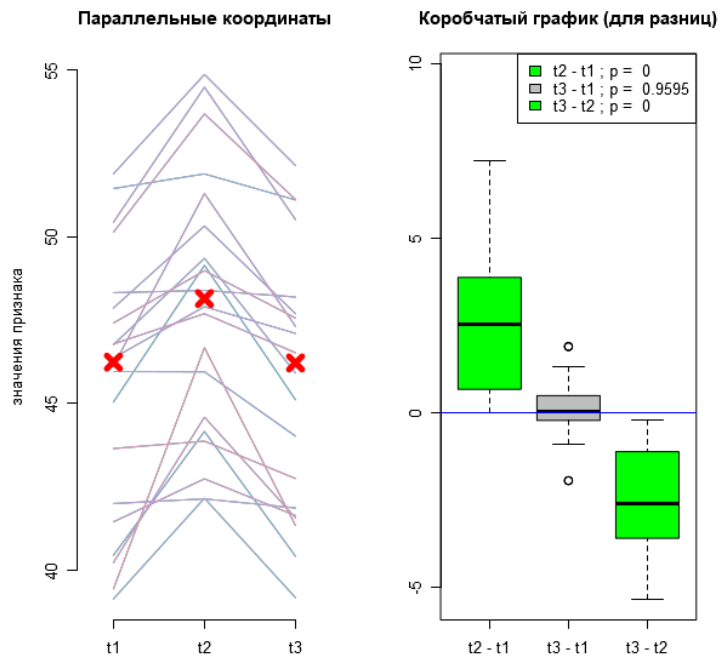 Параллельные координаты
значения признака
55
50
45
40
t1 t2 t3
Коробчатый график (для разниц)
10
5
0
-5
t2 - t1 ; p = 0
t3 - t1 ; p = 0.9595
t3 - t2 ; p = 0
t2 - t1 t3 - t1 t3 - t2